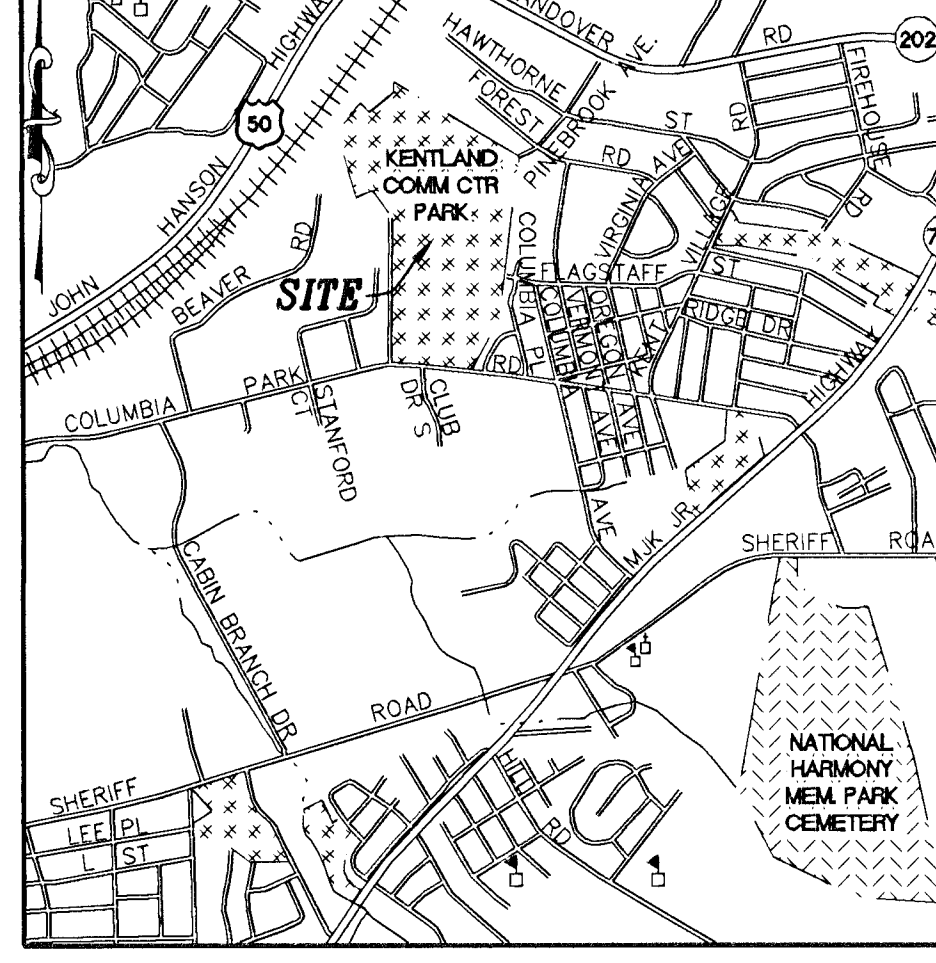 HIGHWAY
50
JOHN
HANSON
LANDOVER
RD
202
HAWTHORNE
ST
FOREST
RD
PINEBROOK AVE.
FIREHOUSE
RD
VILLAGE
RD
KENTLAND
COMM CTR
PARK
SITE
BEAVER
RD
VIRGINIA AVE
FLAGSTAFF
ST
COLUMBIA PL
COLUMBIA
AVE
VERMONT
AVE
OREGON
AVE
KENT
RIDGE DR
HIGHWAY
COLUMBIA
PARK
RD
STANFORD
CT
CLUB
DR S
MJK JR.
SHERIFF
ROA
CABIN BRANCH DR
SHERIFF
ROAD
LEE PL
L ST
HILL
RD
NATIONAL
HARMONY
MEM. PARK
CEMETERY